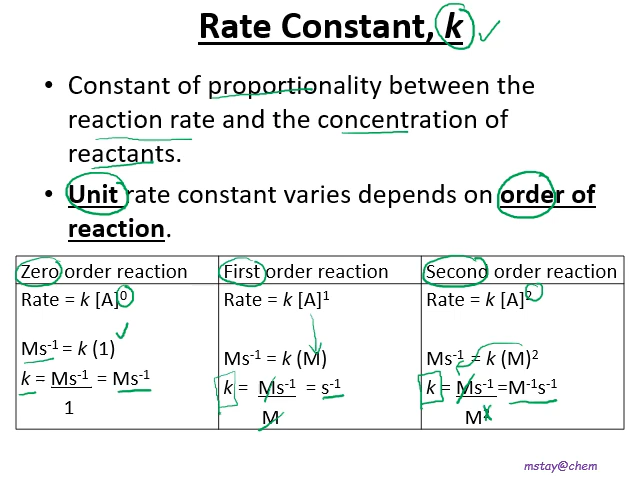 Rate Constant, k
• Constant of proportionality between the
reaction rate and the concentration of
reactants.
• Unit rate constant varies depends on order of
reaction.
Zero order reaction
Rate = k [A]⁰
Ms⁻¹ = k (1)
k = Ms⁻¹ = Ms⁻¹
1
First order reaction
Rate = k [A]¹
Ms⁻¹ = k (M)
k = Ms⁻¹ = s⁻¹
M
Second order reaction
Rate = k [A]²
Ms⁻¹ = k (M)²
k = Ms⁻¹ =M⁻¹s⁻¹
M²
mstay@chem